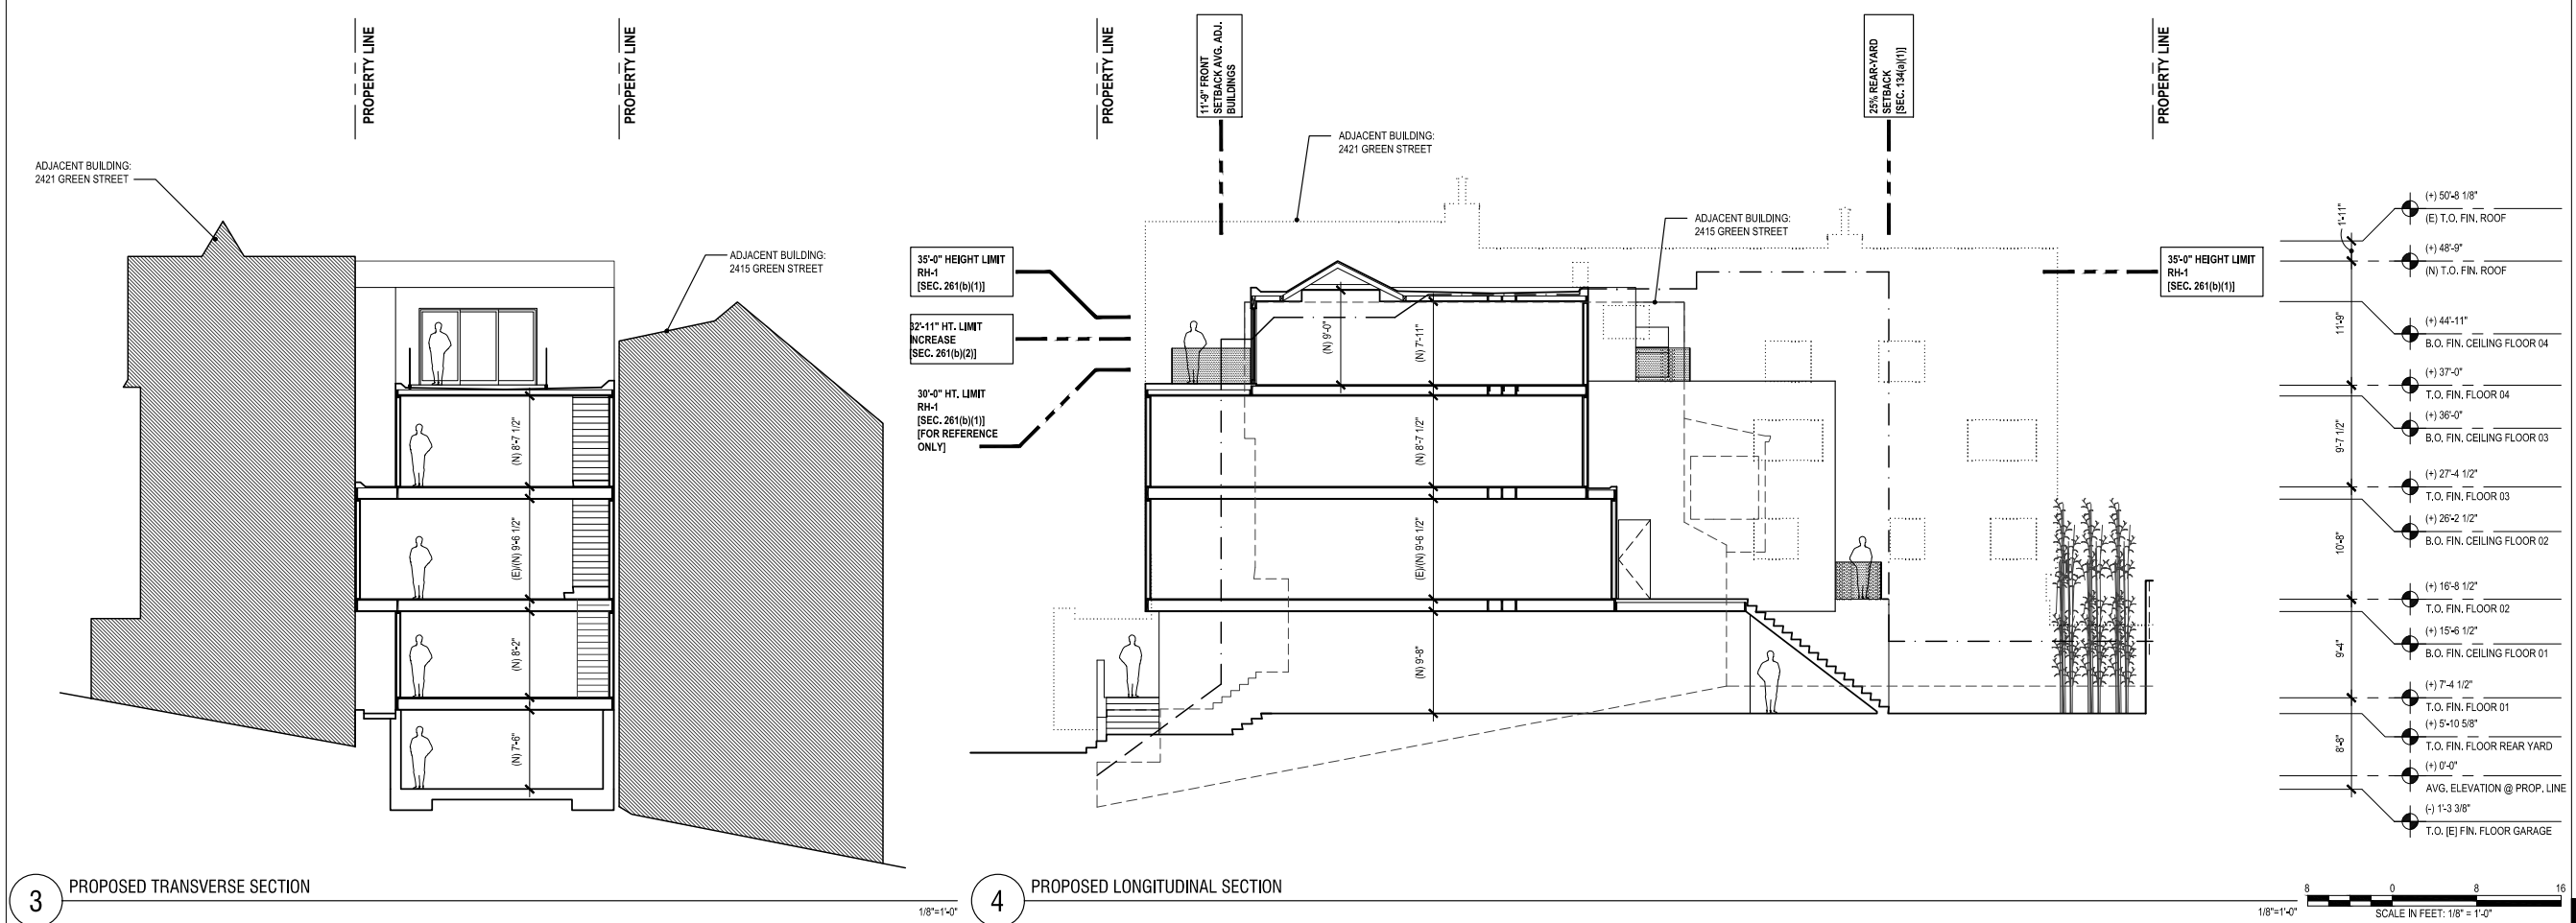 PROPERTY LINE
PROPERTY LINE
ADJACENT BUILDING:
2421 GREEN STREET
ADJACENT BUILDING:
2415 GREEN STREET
(N) 8'-7 1/2"
(E)/(N) 9'-6 1/2"
(N) 8'-2"
(N) 7'-6"
3
PROPOSED TRANSVERSE SECTION
1/8"=1'-0"
PROPERTY LINE
11'-9" FRONT
SETBACK AVG. ADJ.
BUILDINGS
25% REAR-YARD
SETBACK
[SEC. 134(a)(1)]
PROPERTY LINE
ADJACENT BUILDING:
2421 GREEN STREET
ADJACENT BUILDING:
2415 GREEN STREET
35'-0" HEIGHT LIMIT
RH-1
[SEC. 261(b)(1)]
32'-11" HT. LIMIT
INCREASE
[SEC. 261(b)(2)]
30'-0" HT. LIMIT
RH-1
[SEC. 261(b)(1)]
[FOR REFERENCE
ONLY]
35'-0" HEIGHT LIMIT
RH-1
[SEC. 261(b)(1)]
(N) 9'-0"
(N) 7'-11"
(N) 8'-7 1/2"
(E)/(N) 9'-6 1/2"
(N) 9'-8"
1'-11"
11'-9"
9'-7 1/2"
10'-8"
9'-4"
8'-8"
(+) 50'-8 1/8"
(E) T.O. FIN. ROOF
(+) 48'-9"
(N) T.O. FIN. ROOF
(+) 44'-11"
B.O. FIN. CEILING FLOOR 04
(+) 37'-0"
T.O. FIN. FLOOR 04
(+) 36'-0"
B.O. FIN. CEILING FLOOR 03
(+) 27'-4 1/2"
T.O. FIN. FLOOR 03
(+) 26'-2 1/2"
B.O. FIN. CEILING FLOOR 02
(+) 16'-8 1/2"
T.O. FIN. FLOOR 02
(+) 15'-6 1/2"
B.O. FIN. CEILING FLOOR 01
(+) 7'-4 1/2"
T.O. FIN. FLOOR 01
(+) 5'-10 5/8"
T.O. FIN. FLOOR REAR YARD
(+) 0'-0"
AVG. ELEVATION @ PROP. LINE
(-) 1'-3 3/8"
T.O. [E] FIN. FLOOR GARAGE
4
PROPOSED LONGITUDINAL SECTION
1/8"=1'-0"
8 0 8 16
SCALE IN FEET: 1/8" = 1'-0"